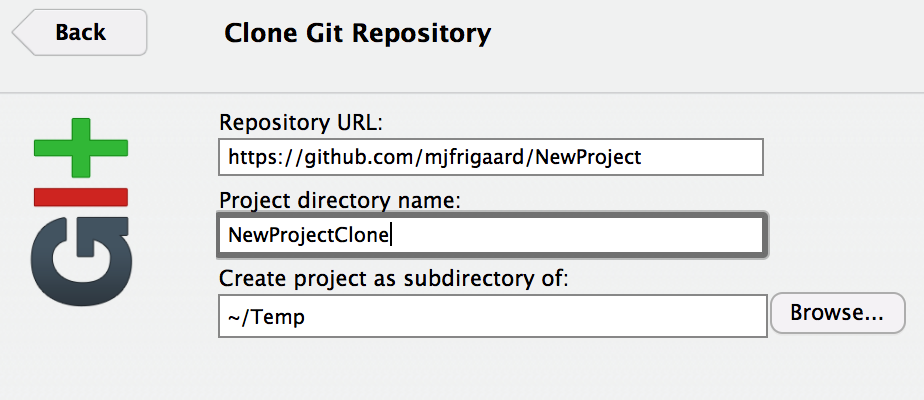 Back
Clone Git Repository
GIT
Repository URL:
https://github.com/mjfrigaard/NewProject
Project directory name:
NewProjectClone
Create project as subdirectory of:
~/Temp
Browse...